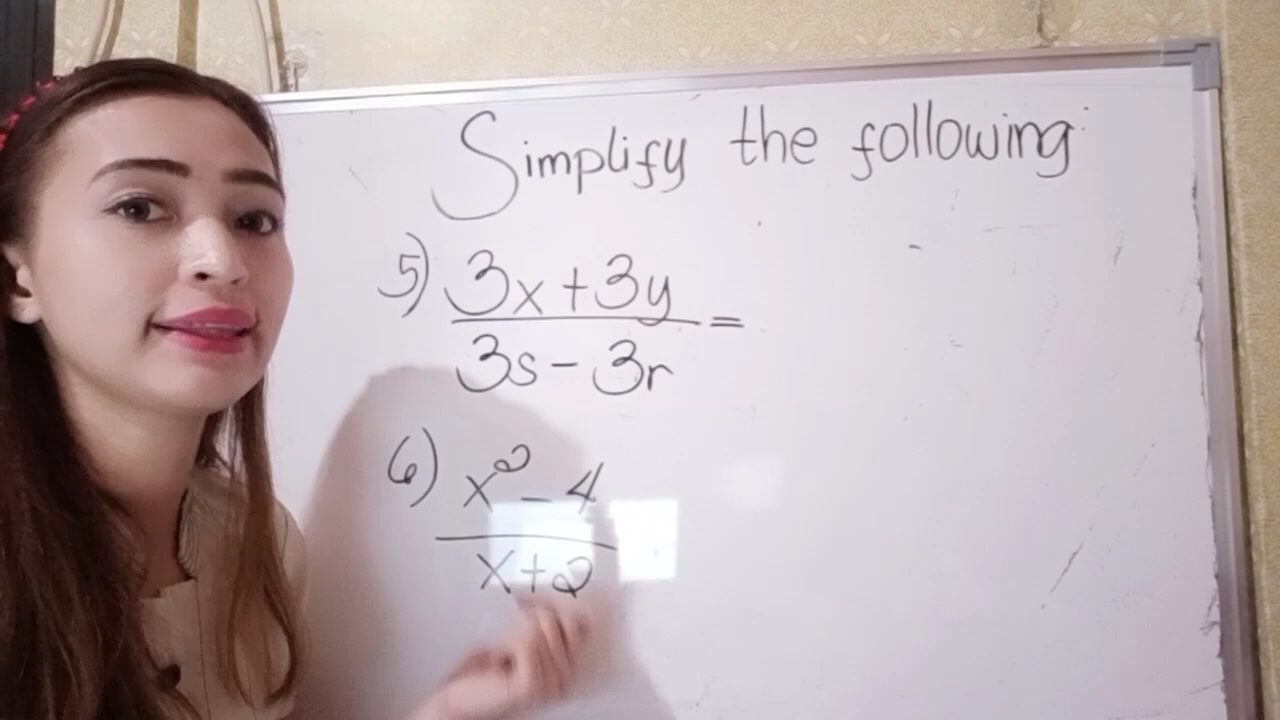 Simplify the following:
5) 3x + 3y
3s - 3r =
6) x² - 4
x + 2